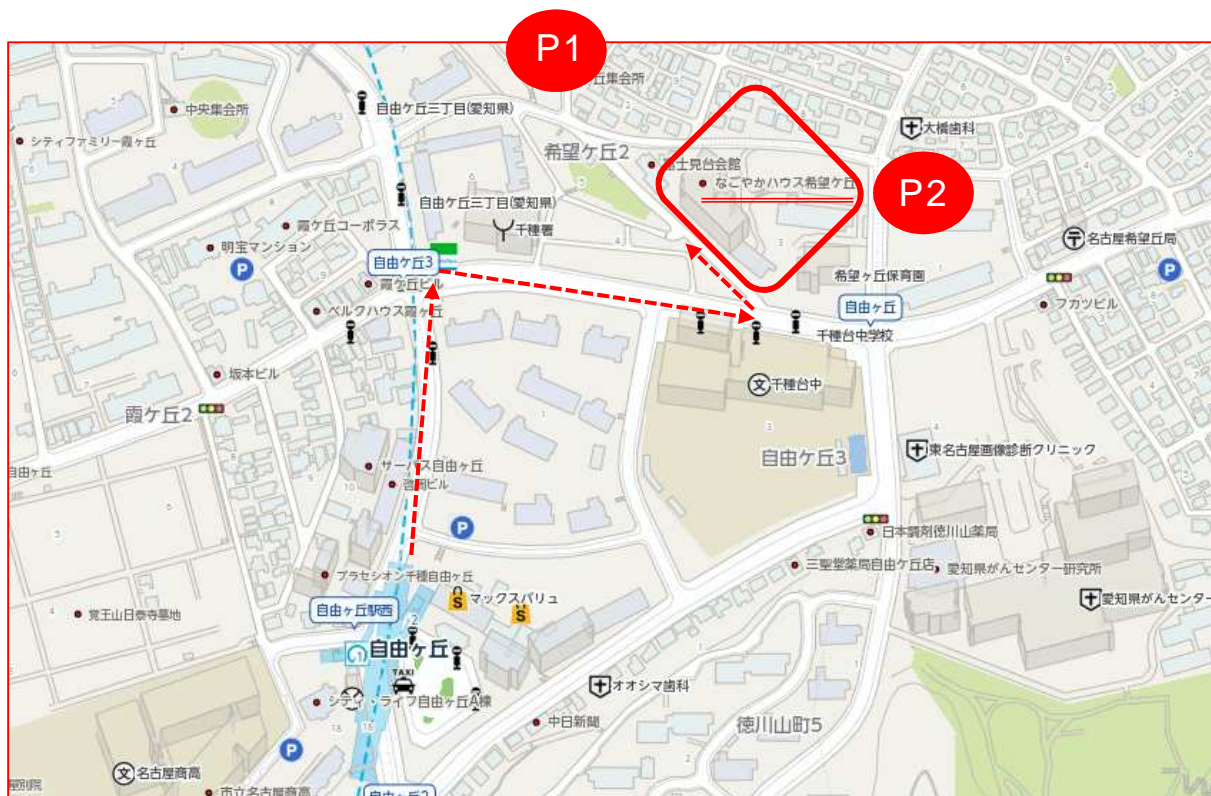 P1
丘集会所
中央集会所
自由ケ丘三丁目(愛知県)
大橋歯科
シティファミリー霞ヶ丘
希望ケ丘2
富士見台会館
なごやかハウス希望ケ丘
P2
自由ケ丘三丁目(愛知県)
霞ケ丘コーポラス
千種署
明宝マンション
名古屋希望丘局
P
自由ケ丘3
P
霞ケ丘ビル
希望ヶ丘保育園
ベルクハウス霞ヶ丘
自由ヶ丘
フカツビル
千種台中学校
坂本ビル
文
千種台中
霞ケ丘2
自由ケ丘3
東名古屋画像診断クリニック
自由ヶ丘
サーパス自由ヶ丘
P
日本調剤徳川山薬局
三聖堂薬局自由ケ丘店
愛知県がんセンター研究所
プラセシオン千種自由ヶ丘
S
マックスバリュ
S
愛知県がんセンター
自由ヶ丘駅西
覚王山日泰寺墓地
自由ヶ丘
TAXI
オオシマ歯科
シティ・ライフ自由ヶ丘A棟
中日新聞
徳川山町5
P
文
名古屋商高
市立名古屋商高
自由ケ丘2